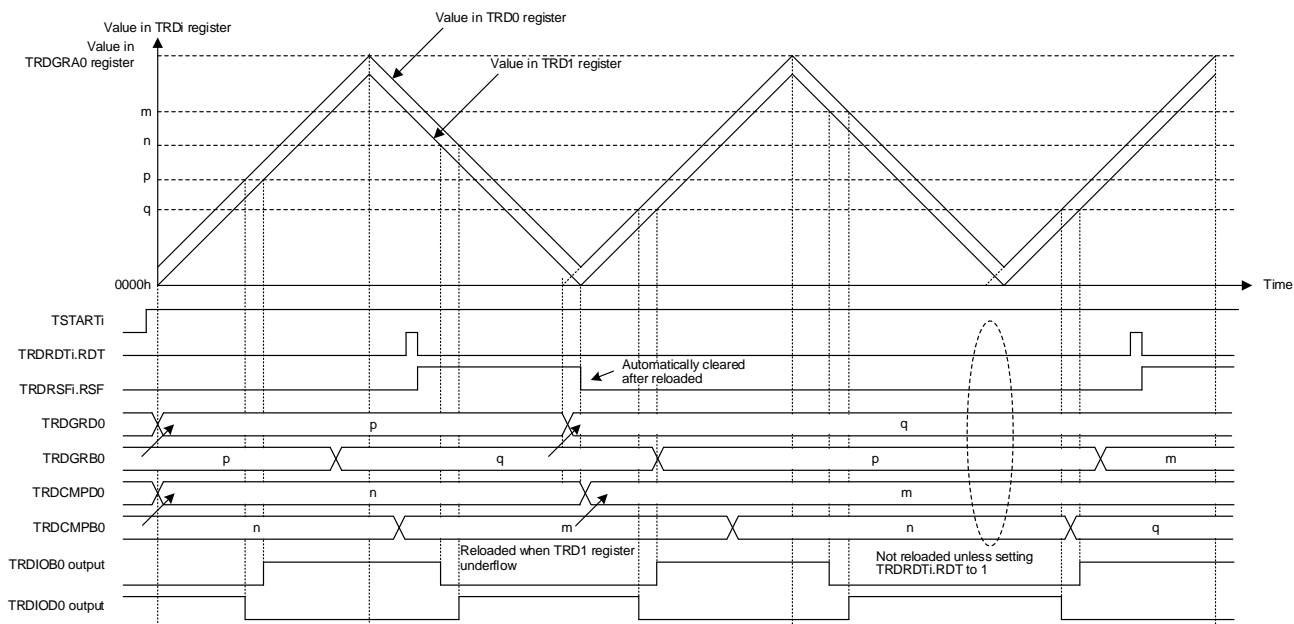 Value in TRD0 register
Value in TRDi register
Value in
TRDGRA0 register
Value in TRD1 register
m
n
p
q
0000h
Time
TSTARTi
TRDRDTi.RDT
Automatically cleared
after reloaded
TRDRSFi.RSF
TRDGRD0
p
q
TRDGRB0
p
q
p
m
TRDCMPD0
n
m
TRDCMPB0
n
m
n
q
Reloaded when TRD1 register
underflow
Not reloaded unless setting
TRDRDTi.RDT to 1
TRDIOB0 output
TRDIOD0 output